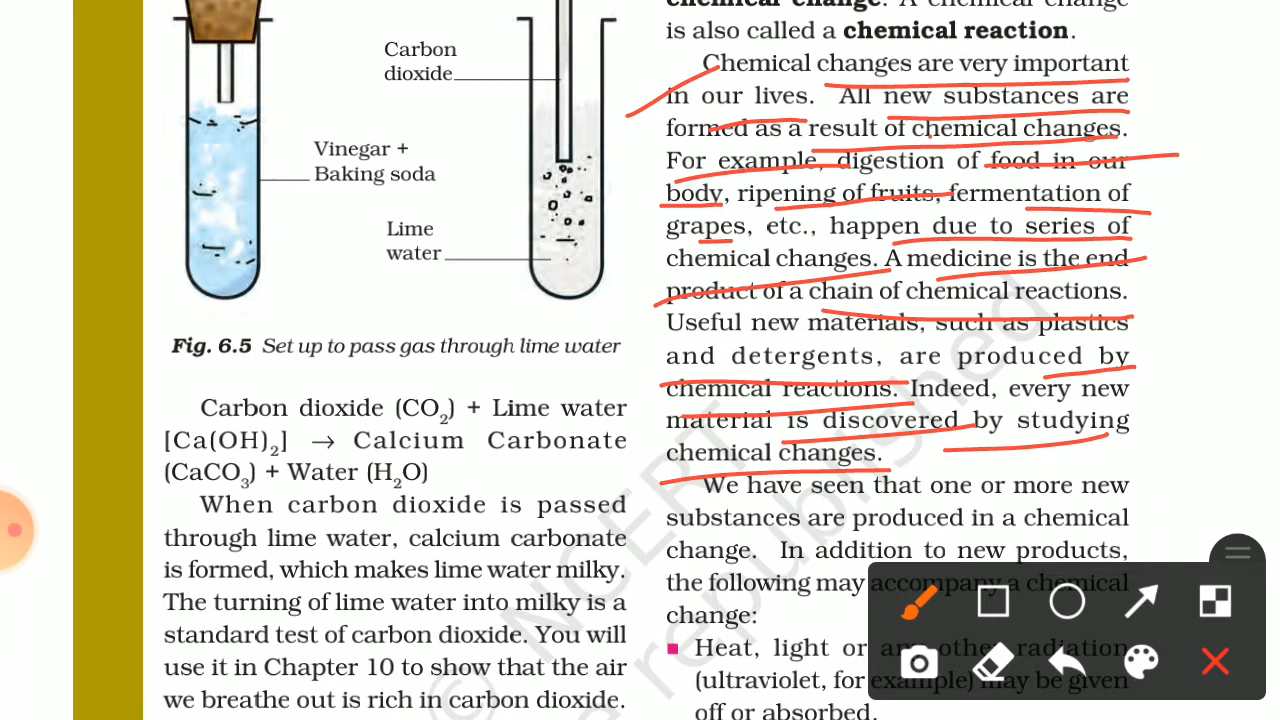 Carbon
dioxide
Vinegar +
Baking soda
Lime
water
Fig. 6.5 Set up to pass gas through lime water
Carbon dioxide (CO2) + Lime water
[Ca(OH)2] → Calcium Carbonate
(CaCO3) + Water (H2O)
When carbon dioxide is passed
through lime water, calcium carbonate
is formed, which makes lime water milky.
The turning of lime water into milky is a
standard test of carbon dioxide. You will
use it in Chapter 10 to show that the air
we breathe out is rich in carbon dioxide.
chemical change. A chemical change
is also called a chemical reaction.
Chemical changes are very important
in our lives. All new substances are
formed as a result of chemical changes.
For example, digestion of food in our
body, ripening of fruits, fermentation of
grapes, etc., happen due to series of
chemical changes. A medicine is the end
product of a chain of chemical reactions.
Useful new materials, such as plastics
and detergents, are produced by
chemical reactions. Indeed, every new
material is discovered by studying
chemical changes.
We have seen that one or more new
substances are produced in a chemical
change. In addition to new products,
the following may accompany a chemical
change:
Heat, light or any other radiation
(ultraviolet, for example) may be given
off or absorbed.
© NCERT
republished